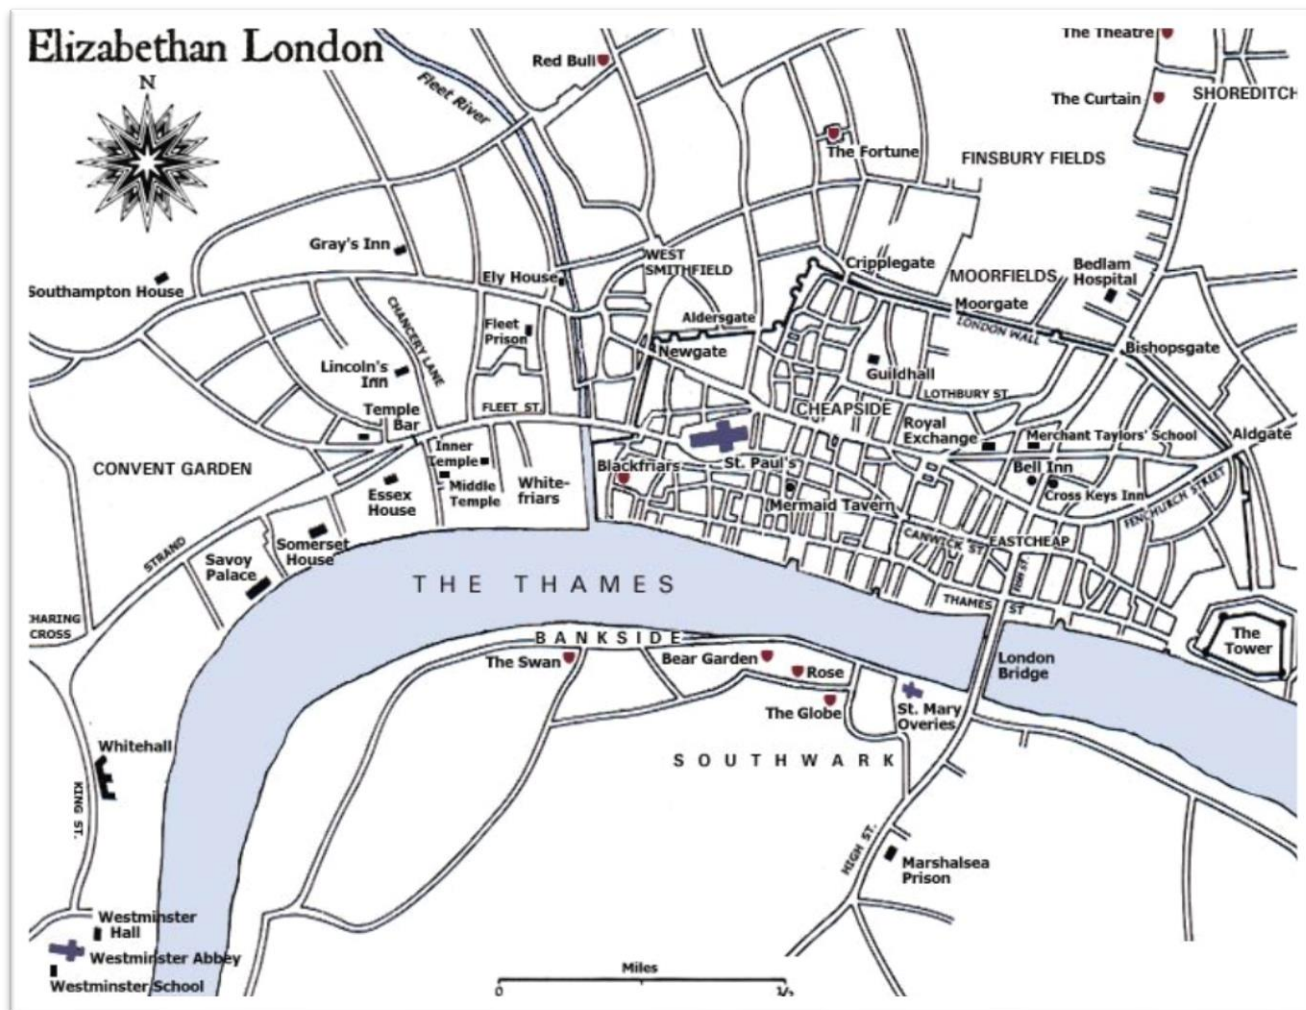 Elizabethan London
N
Fleet River
Red Bull
The Theatre
The Curtain
SHOREDITCH
The Fortune
FINSBURY FIELDS
Gray's Inn
Southampton House
Ely House
WEST
SMITHFIELD
Cripplegate
MOORFIELDS
Bedlam
Hospital
Moorgate
LONDON WALL
Aldersgate
CHANCERY LANE
Fleet
Prison
Newgate
Bishopsgate
Guildhall
Lincoln's
Inn
LOTHBURY ST.
FLEET ST.
CHEAPSIDE
Temple
Bar
Royal
Exchange
Merchant Taylors' School
Aldgate
Inner
Temple
CONVENT GARDEN
Blackfriars
St. Paul's
Bell Inn
Cross Keys Inn
Middle
Temple
White-
friars
Essex
House
Mermaid Tavern
FENCHURCH STREET
CANWICK ST
EASTCHEAP
Somerset
House
STRAND
Savoy
Palace
THE THAMES
THAMES ST
HARING
CROSS
BANKSIDE
The
Tower
The Swan
Bear Garden
Rose
London
Bridge
The Globe
St. Mary
Overies
SOUTHWARK
Whitehall
KING ST.
HIGH ST.
Marshalsea
Prison
Westminster
Hall
Westminster Abbey
Westminster School
Miles
0